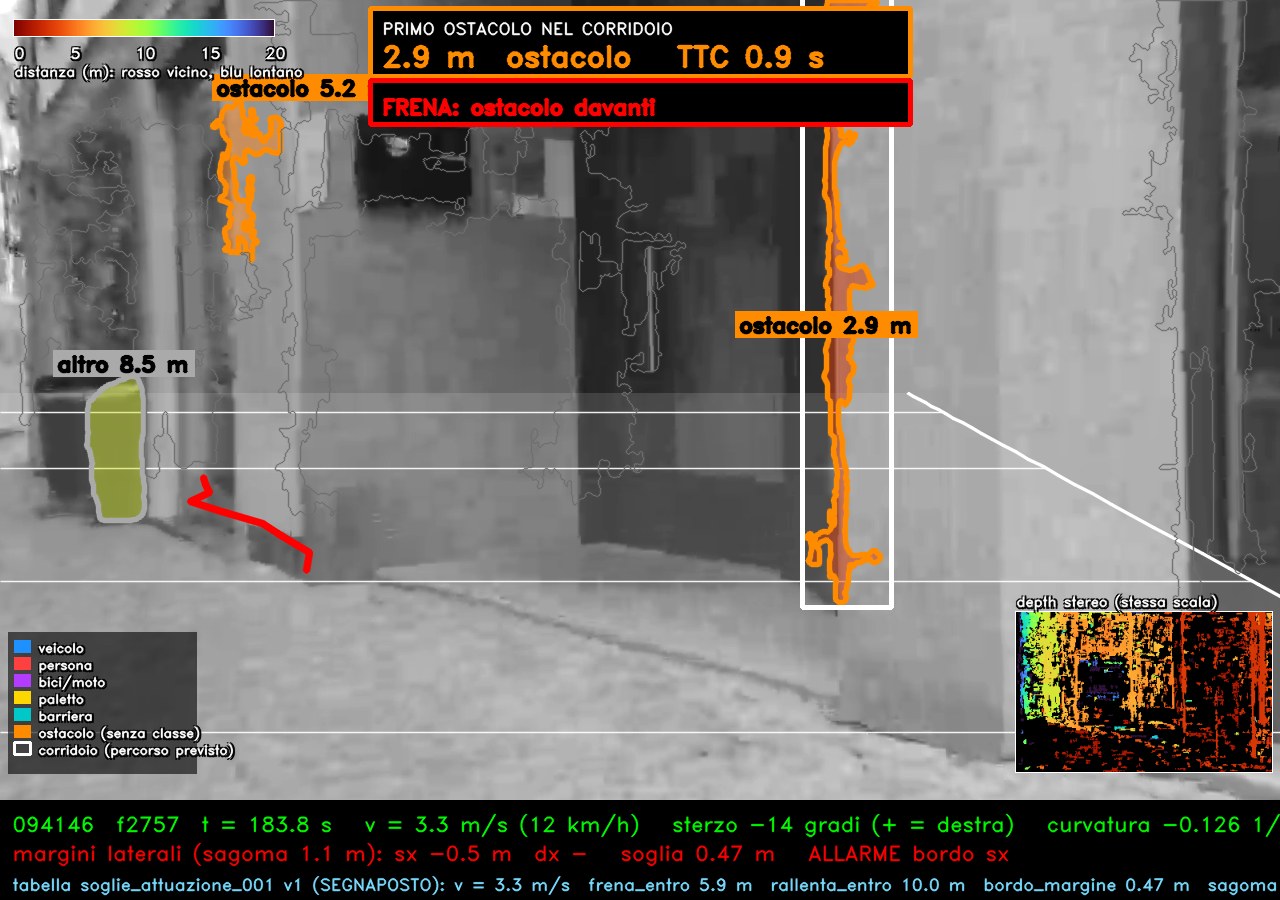 0 5 10 15 20
distanza (m): rosso vicino, blu lontano
PRIMO OSTACOLO NEL CORRIDOIO
2.9 m ostacolo TTC 0.9 s
FRENA: ostacolo davanti
ostacolo 5.2
ostacolo 2.9 m
altro 8.5 m
depth stereo (stessa scala)
veicolo
persona
bici/moto
paletto
barriera
ostacolo (senza classe)
corridoio (percorso previsto)
094146 f2757 t = 183.8 s v = 3.3 m/s (12 km/h) sterzo -14 gradi (+ = destra) curvatura -0.126 1/
margini laterali (sagoma 1.1 m): sx -0.5 m dx - soglia 0.47 m ALLARME bordo sx
tabella soglie_attuazione_001 v1 (SEGNAPOSTO): v = 3.3 m/s frena_entro 5.9 m rallenta_entro 10.0 m bordo_margine 0.47 m sagoma